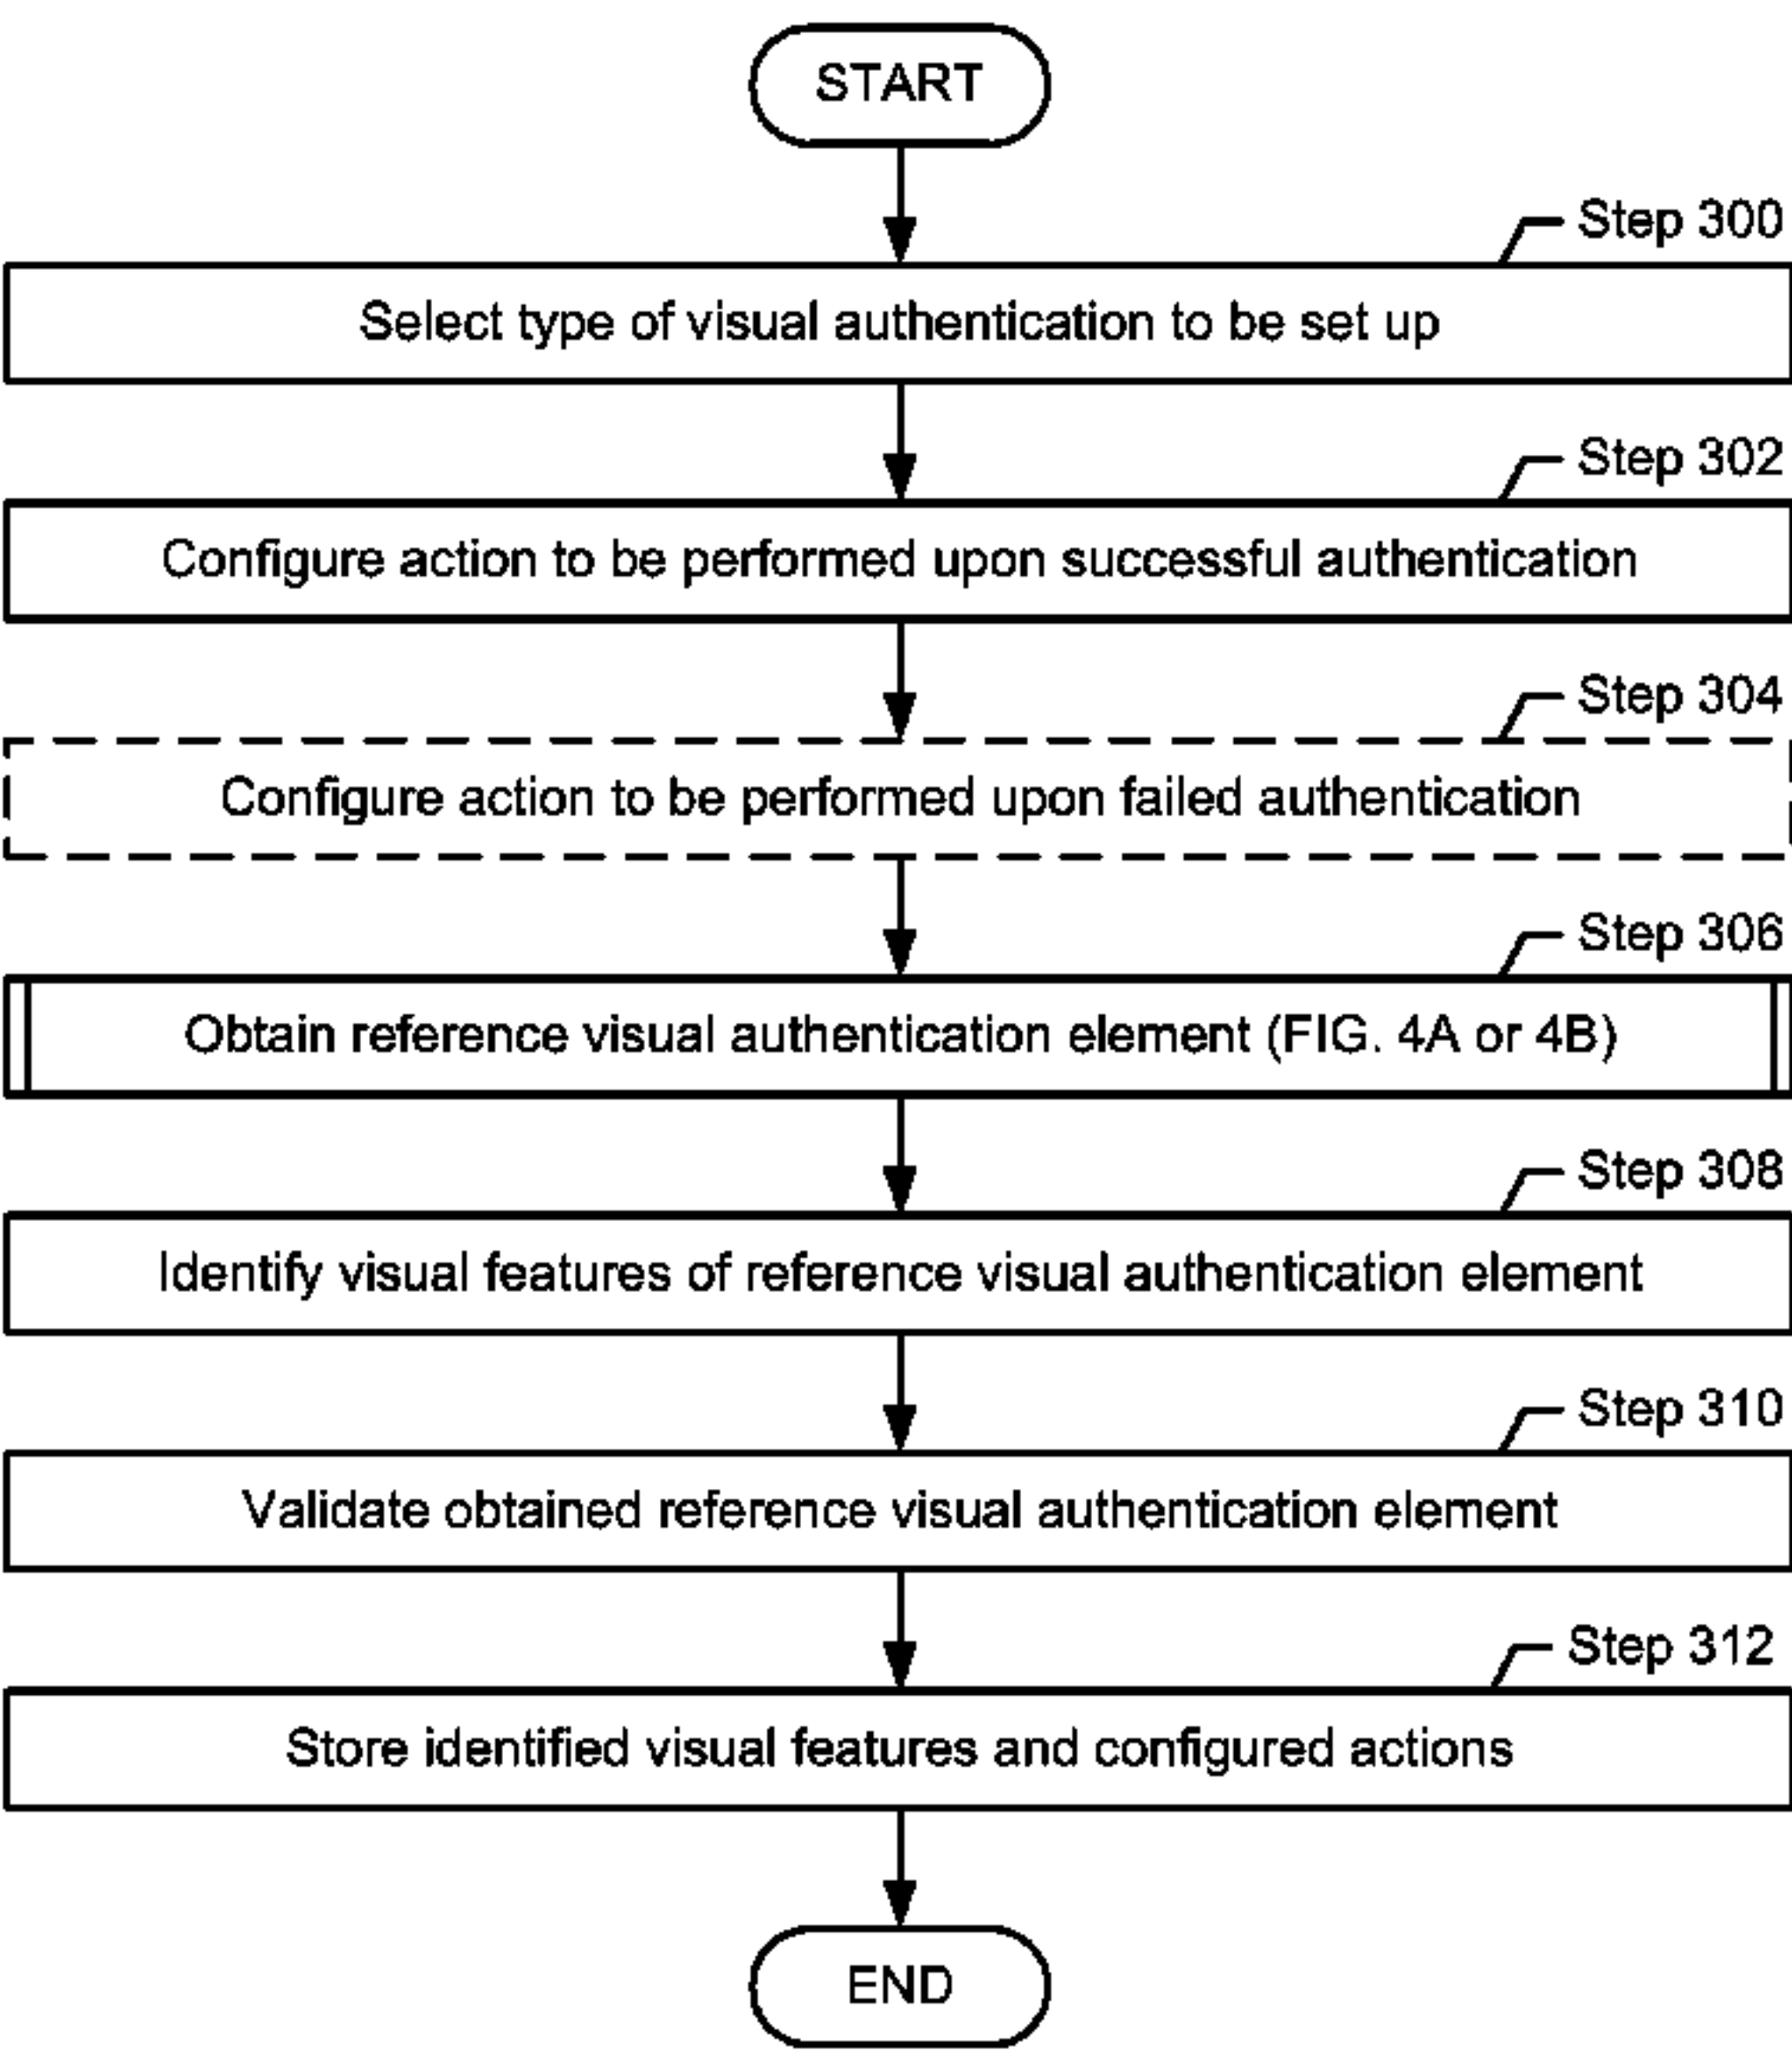 START
Step 300
Select type of visual authentication to be set up
Step 302
Configure action to be performed upon successful authentication
Step 304
Configure action to be performed upon failed authentication
Step 306
Obtain reference visual authentication element (FIG. 4A or 4B)
Step 308
Identify visual features of reference visual authentication element
Step 310
Validate obtained reference visual authentication element
Step 312
Store identified visual features and configured actions
END